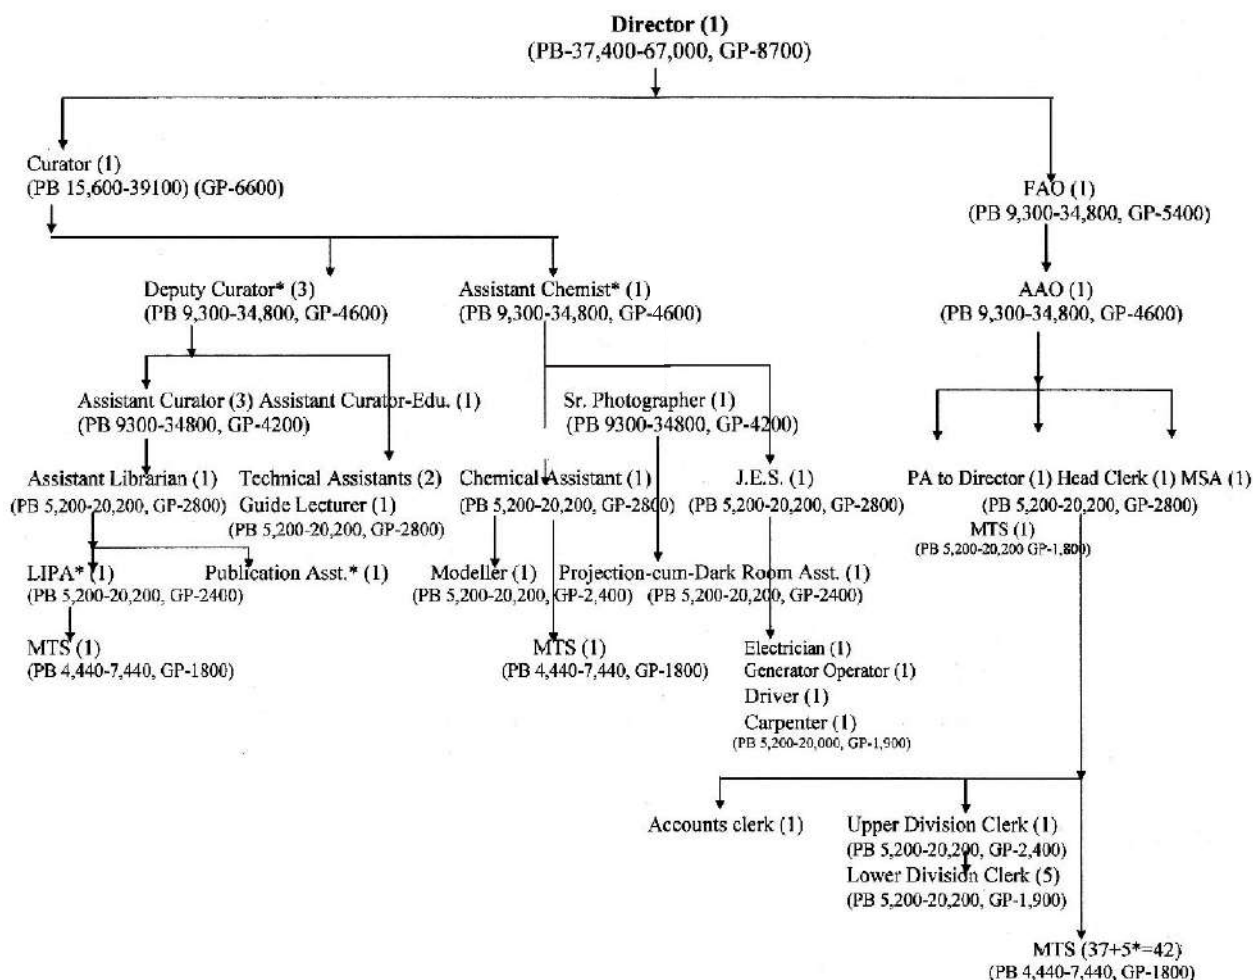 Director (1)
(PB-37,400-67,000, GP-8700)
Curator (1)
(PB 15,600-39100) (GP-6600)
FAO (1)
(PB 9,300-34,800, GP-5400)
Deputy Curator* (3)
(PB 9,300-34,800, GP-4600)
Assistant Chemist* (1)
(PB 9,300-34,800, GP-4600)
AAO (1)
(PB 9,300-34,800, GP-4600)
Assistant Curator (3) Assistant Curator-Edu. (1)
(PB 9300-34800, GP-4200)
Sr. Photographer (1)
(PB 9300-34800, GP-4200)
Assistant Librarian (1)
(PB 5,200-20,200, GP-2800)
Technical Assistants (2)
Guide Lecturer (1)
(PB 5,200-20,200, GP-2800)
Chemical Assistant (1)
(PB 5,200-20,200, GP-2800)
J.E.S. (1)
(PB 5,200-20,200, GP-2800)
PA to Director (1) Head Clerk (1) MSA (1)
(PB 5,200-20,200, GP-2800)
MTS (1)
(PB 5,200-20,200 GP-1,800)
LIPA* (1)
(PB 5,200-20,200, GP-2400)
Publication Asst.* (1)
Modeller (1)
(PB 5,200-20,200, GP-2,400)
Projection-cum-Dark Room Asst. (1)
(PB 5,200-20,200, GP-2400)
MTS (1)
(PB 4,440-7,440, GP-1800)
MTS (1)
(PB 4,440-7,440, GP-1800)
Electrician (1)
Generator Operator (1)
Driver (1)
Carpenter (1)
(PB 5,200-20,000, GP-1,900)
Accounts clerk (1)
Upper Division Clerk (1)
(PB 5,200-20,200, GP-2,400)
Lower Division Clerk (5)
(PB 5,200-20,200, GP-1,900)
MTS (37+5*=42)
(PB 4,440-7,440, GP-1800)